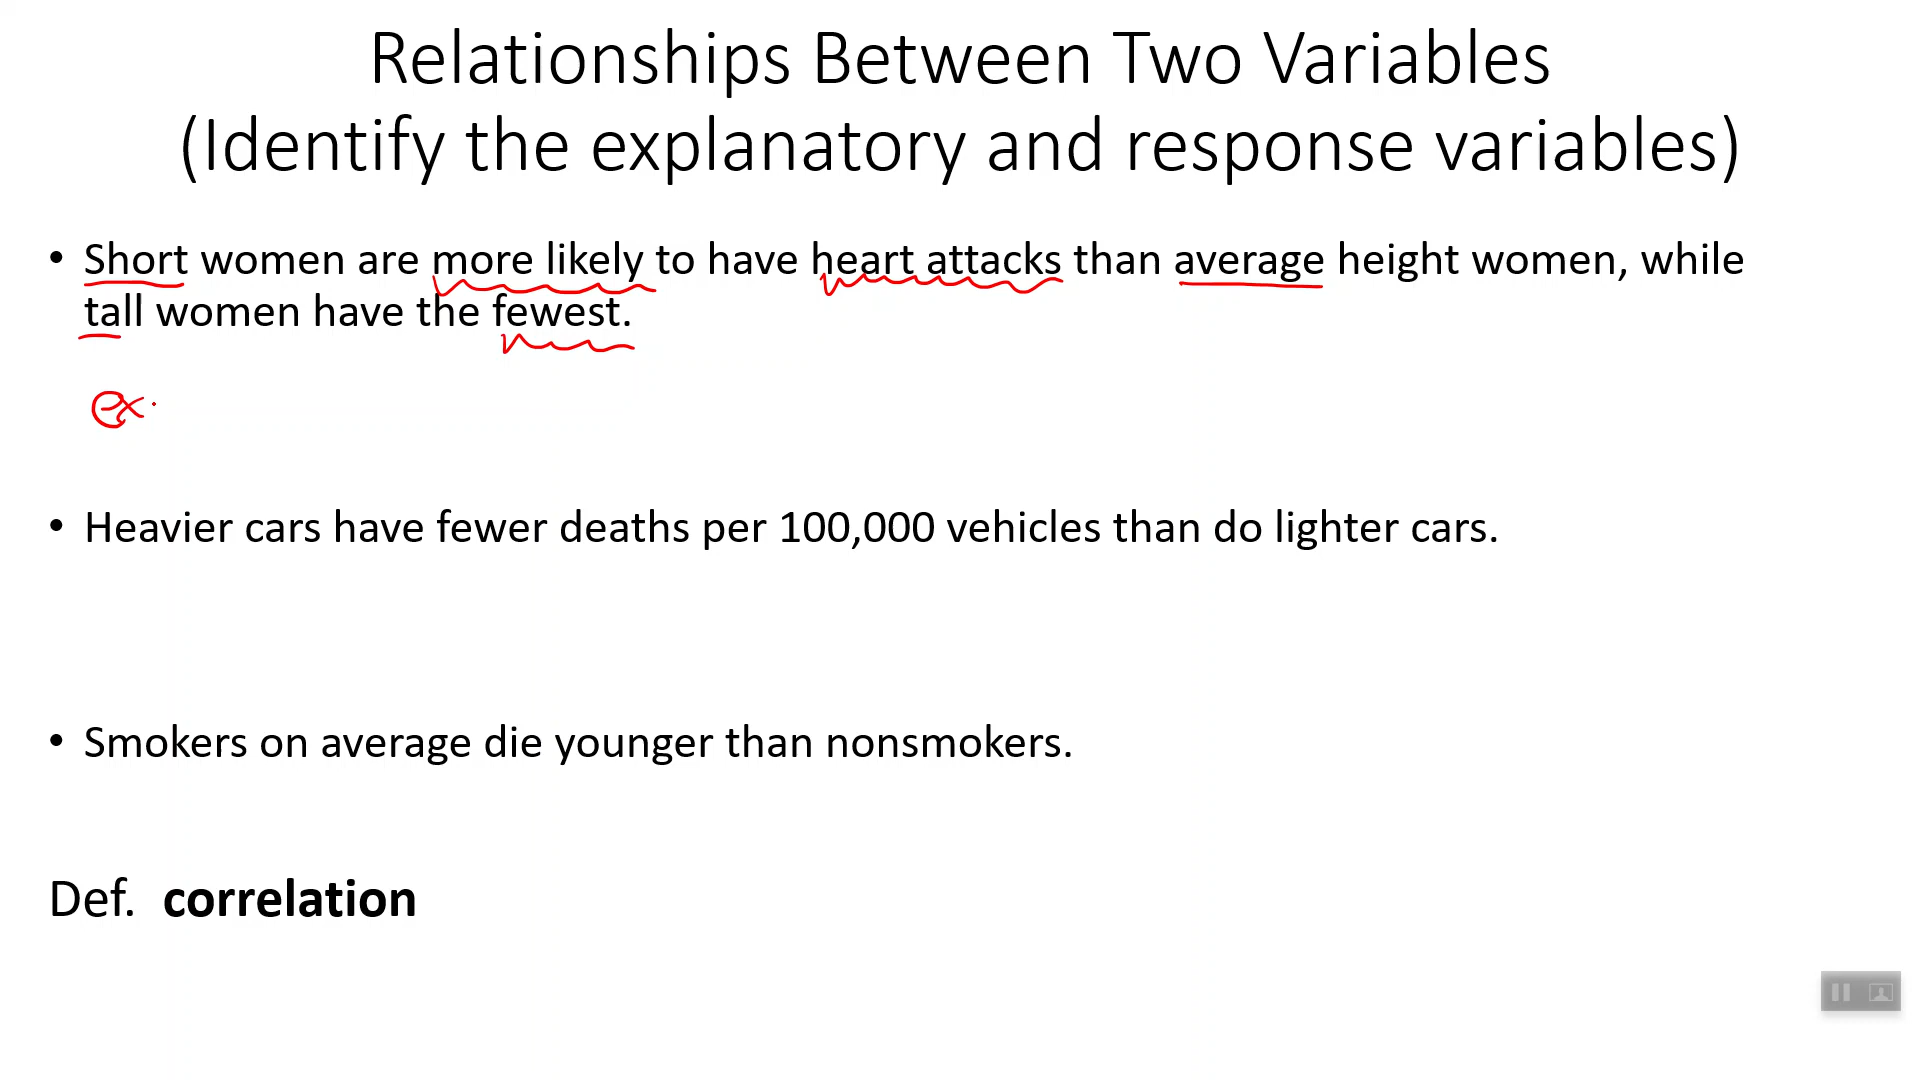 Relationships Between Two Variables
(Identify the explanatory and response variables)
• Short women are more likely to have heart attacks than average height women, while
tall women have the fewest.
ex.
• Heavier cars have fewer deaths per 100,000 vehicles than do lighter cars.
• Smokers on average die younger than nonsmokers.
Def. correlation